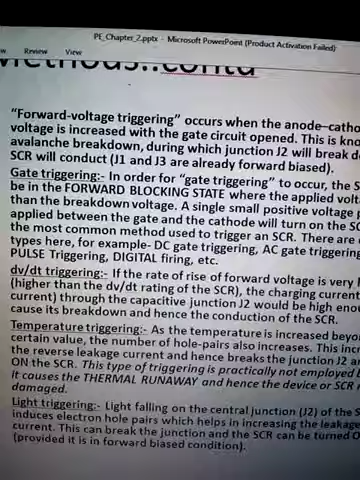 PE_Chapter_2.pptx - Microsoft PowerPoint (Product Activation Failed)
Review View
Methods..contd
"Forward-voltage triggering" occurs when the anode–catho
voltage is increased with the gate circuit opened. This is kno
avalanche breakdown, during which junction J2 will break d
SCR will conduct (J1 and J3 are already forward biased).
Gate triggering:- In order for "gate triggering" to occur, the S
be in the FORWARD BLOCKING STATE where the applied volt
than the breakdown voltage. A single small positive voltage p
applied between the gate and the cathode will turn on the SC
the most common method used to trigger an SCR. There are
types here, for example- DC gate triggering, AC gate triggering
PULSE Triggering, DIGITAL firing, etc.
dv/dt triggering:- If the rate of rise of forward voltage is very
(higher than the dv/dt rating of the SCR), the charging current
current) through the capacitive junction J2 would be high enou
cause its breakdown and hence the conduction of the SCR.
Temperature triggering:- As the temperature is increased beyo
certain value, the number of hole-pairs also increases. This incr
the reverse leakage current and hence breaks the junction J2 a
ON the SCR. This type of triggering is practically not employed
it causes the THERMAL RUNAWAY and hence the device or SCR
damaged.
Light triggering:- Light falling on the central junction (J2) of the S
induces electron hole pairs which helps in increasing the leakage
current. This can break the junction and the SCR can be turned O
(provided it is in forward biased condition).